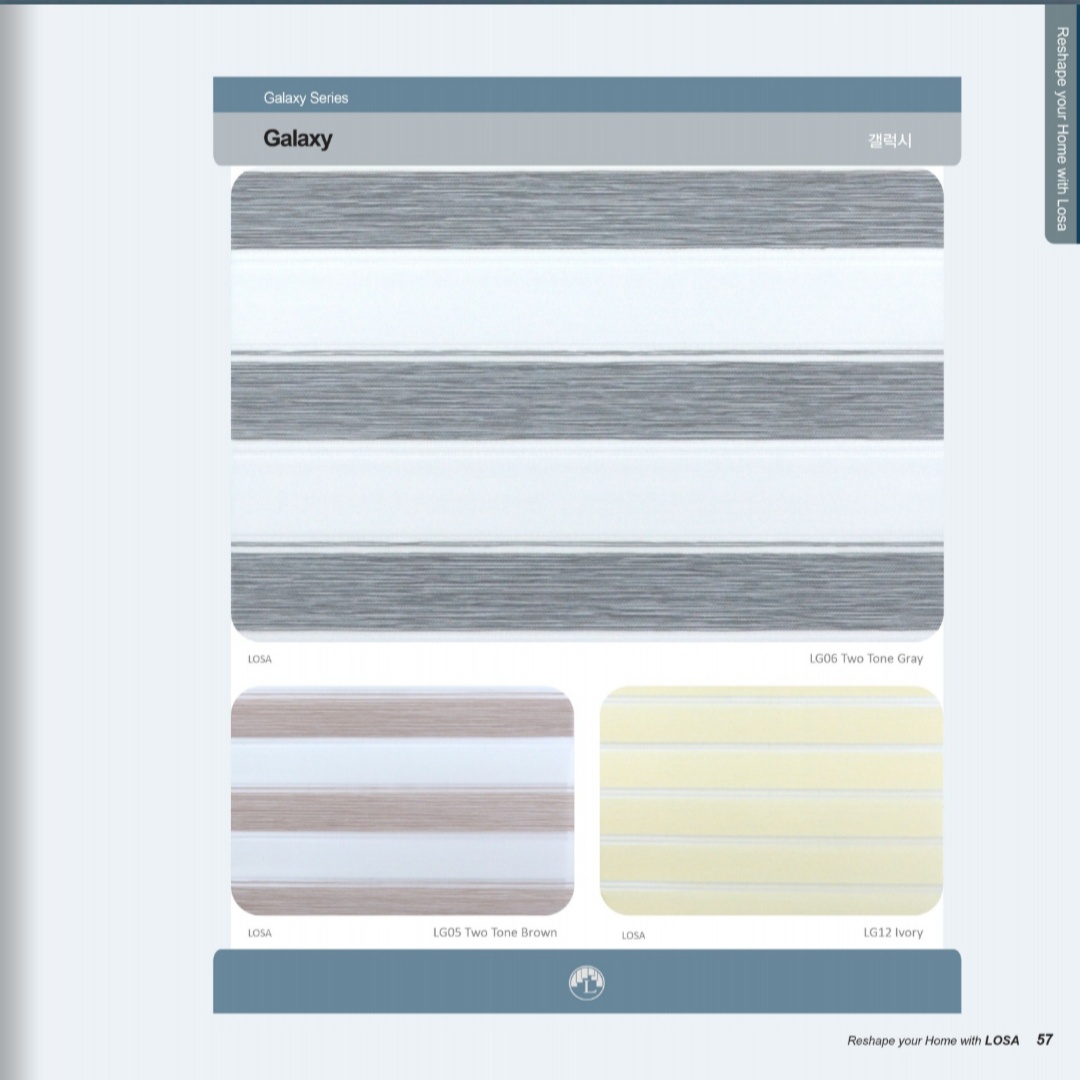 Reshape your Home with Losa
Galaxy Series
Galaxy 갤럭시
LOSA LG06 Two Tone Gray
LOSA LG05 Two Tone Brown
LOSA LG12 Ivory
L
Reshape your Home with LOSA 57